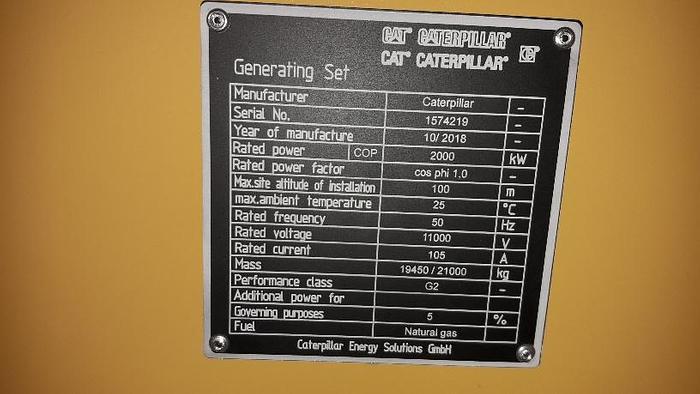 CAT CATERPILLAR
CAT CATERPILLAR
Generating Set
Manufacturer Caterpillar –
Serial No. 1574219 –
Year of manufacture 10/ 2018 –
Rated power COP 2000 kW
Rated power factor cos phi 1,0 –
Max.site altitude of installation 100 m
max.ambient temperature 25 °C
Rated frequency 50 Hz
Rated voltage 11000 V
Rated current 105 A
Mass 19450 / 21000 kg
Performance class G2 –
Additional power for
Governing purposes 5 %
Fuel Natural gas
Caterpillar Energy Solutions GmbH